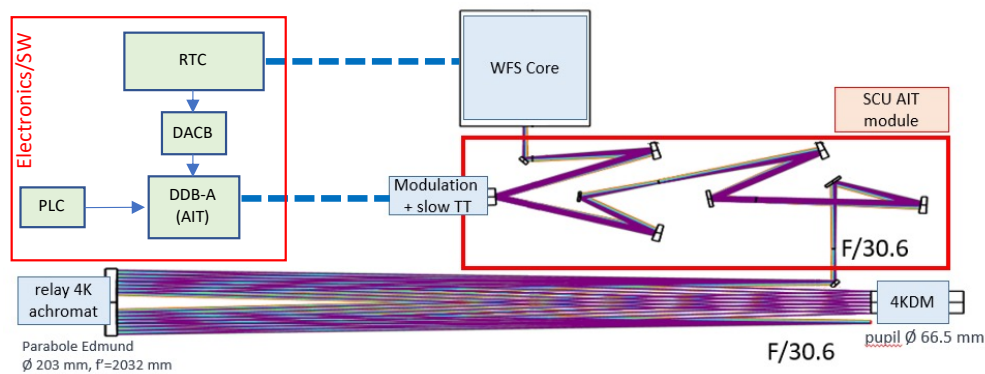 Electronics/SW
RTC
DACB
PLC
DDB-A
(AIT)
WFS Core
SCU AIT
module
Modulation
+ slow TT
F/30.6
relay 4K
achromat
4KDM
Parabole Edmund
Ø 203 mm, f'=2032 mm
F/30.6
pupil Ø 66.5 mm